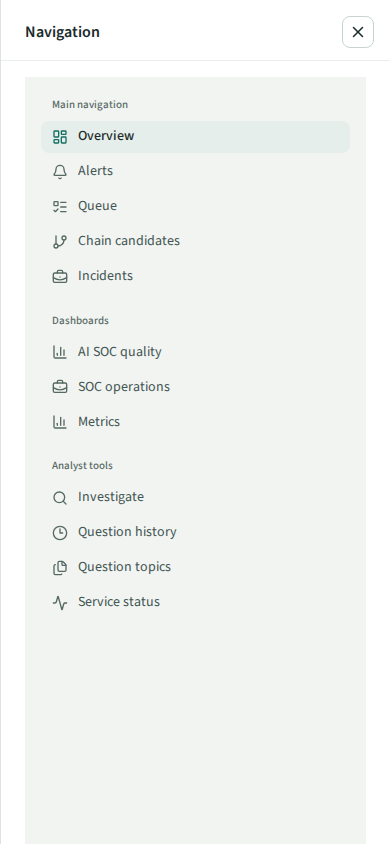 Navigation
Main navigation
Overview
Alerts
Queue
Chain candidates
Incidents
Dashboards
AI SOC quality
SOC operations
Metrics
Analyst tools
Investigate
Question history
Question topics
Service status